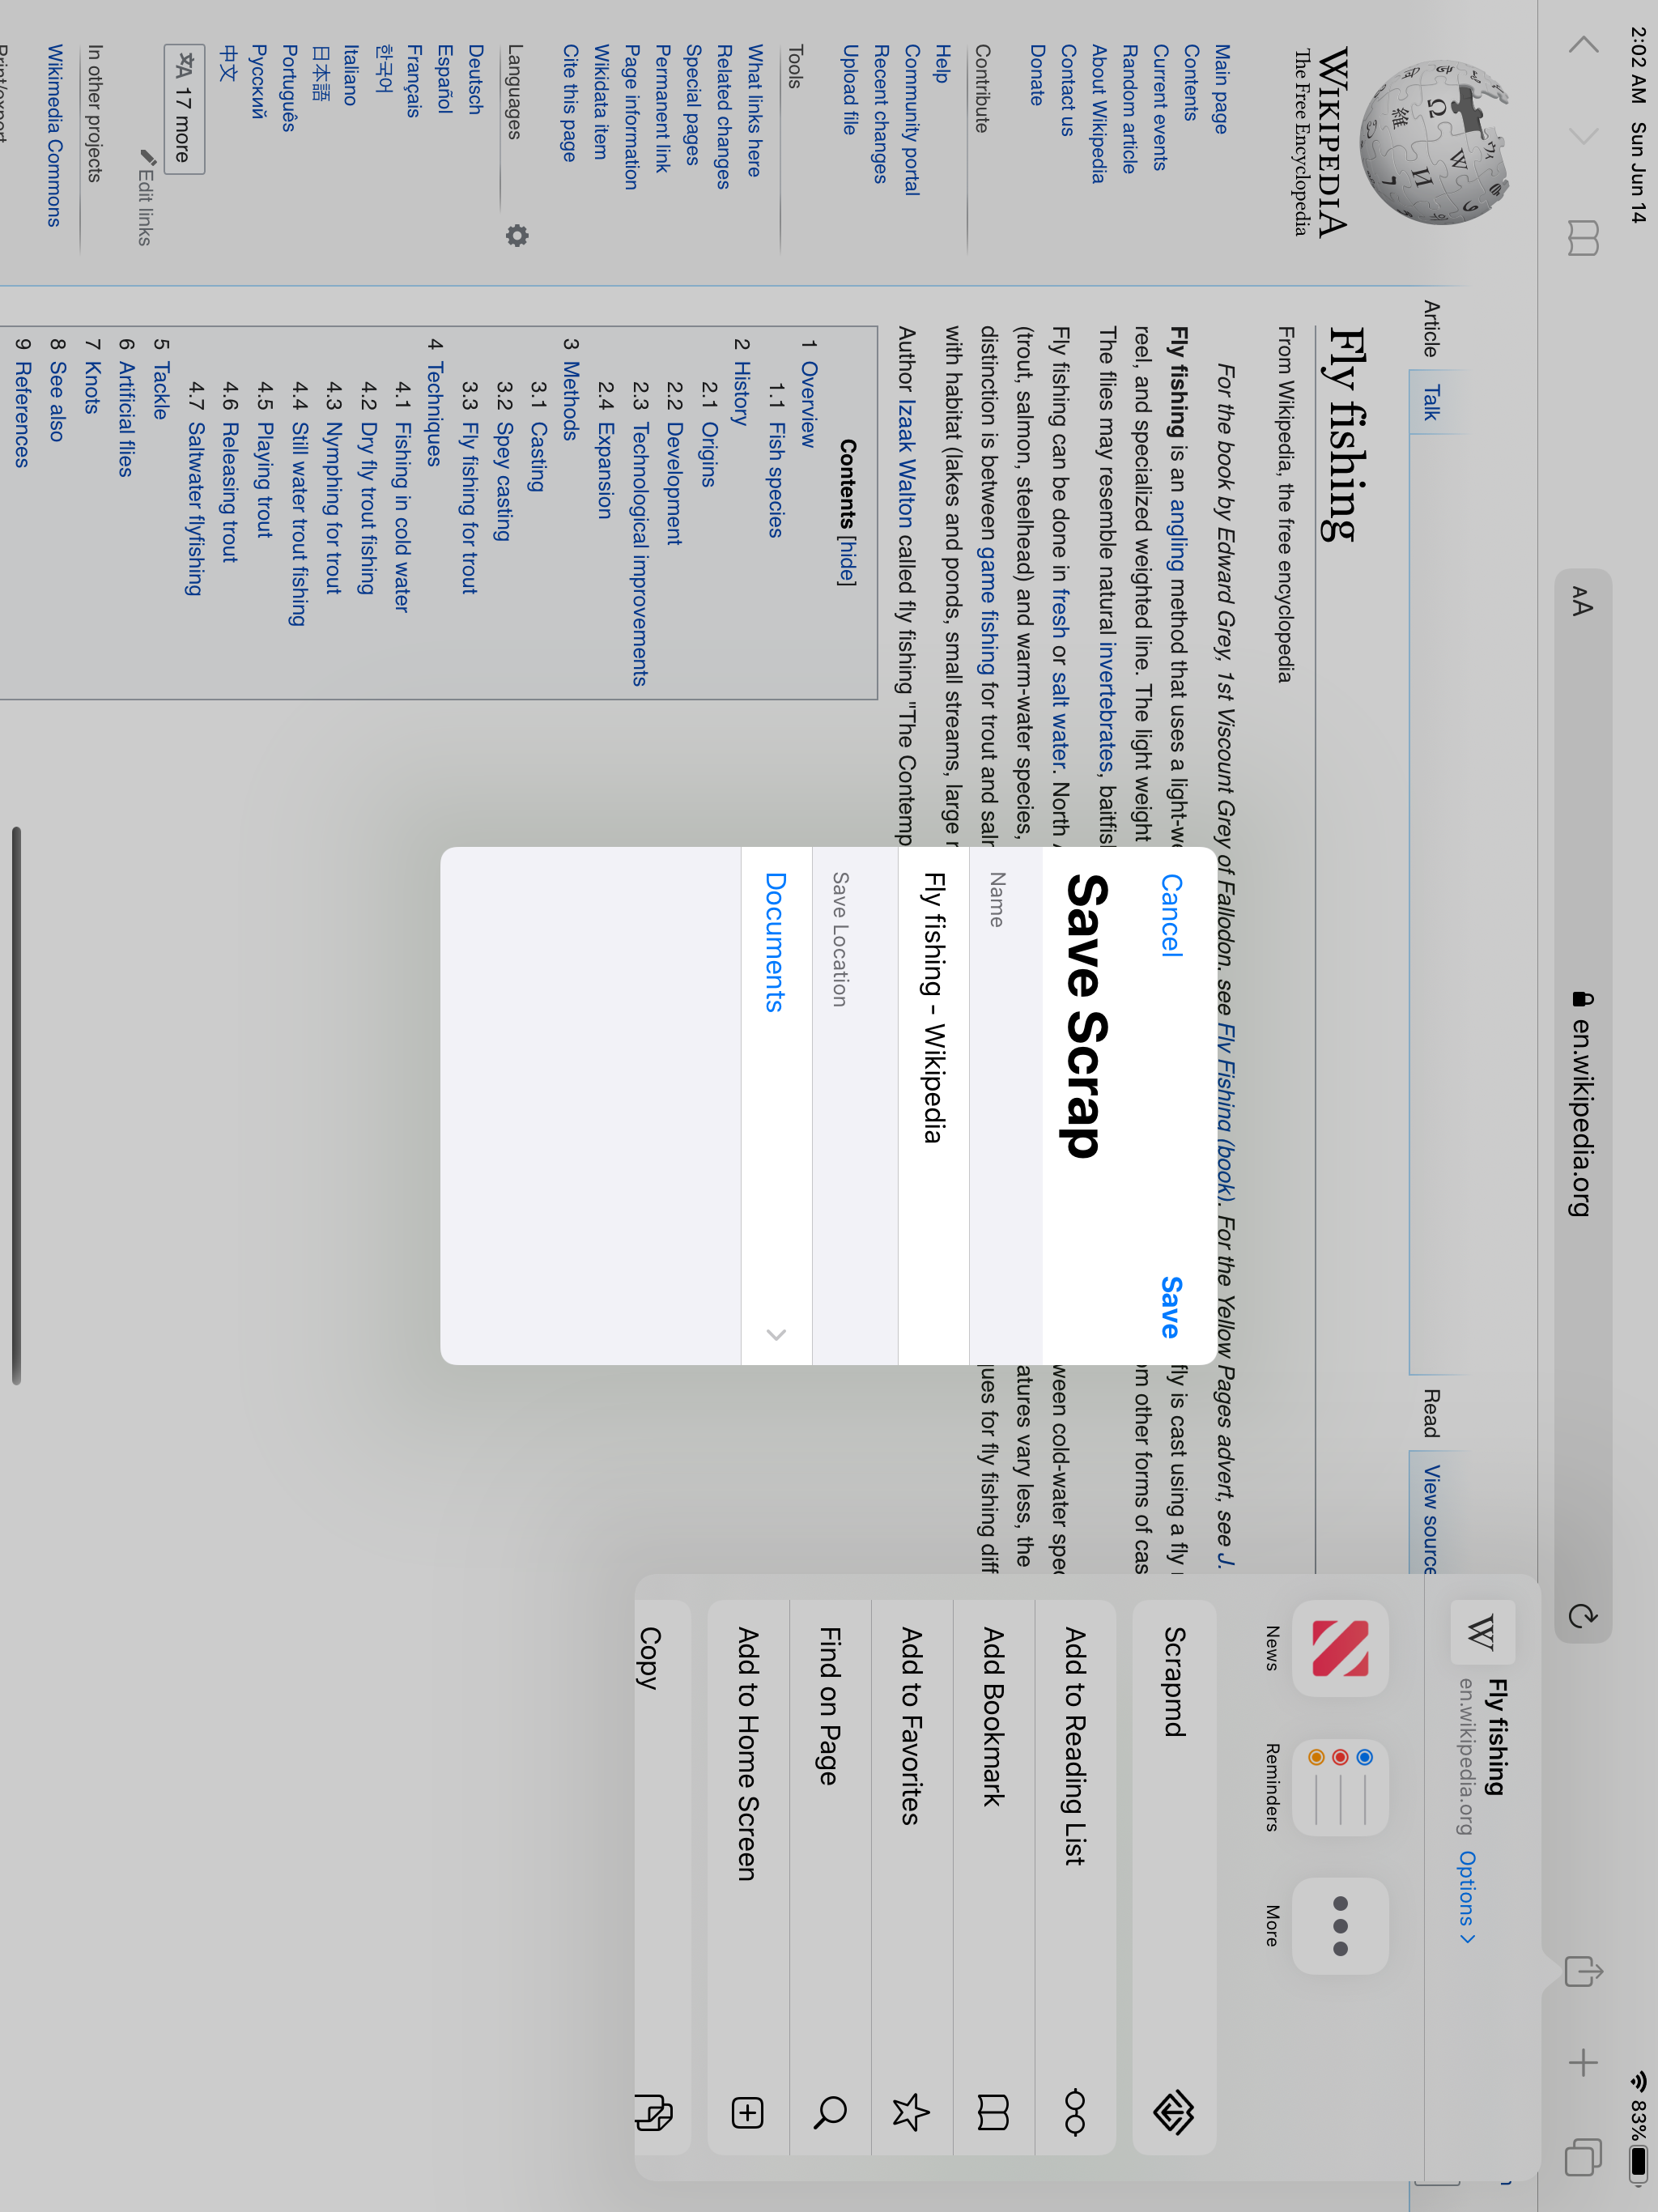 2:02 AM Sun Jun 14
83%
AA
en.wikipedia.org
WIKIPEDIA
The Free Encyclopedia
Main page
Contents
Current events
Random article
About Wikipedia
Contact us
Donate
Contribute
Help
Community portal
Recent changes
Upload file
Tools
What links here
Related changes
Special pages
Permanent link
Page information
Wikidata item
Cite this page
Languages
Deutsch
Español
Français
한국어
Italiano
日本語
Português
Русский
中文
17 more
Edit links
In other projects
Wikimedia Commons
Print/export
Article
Talk
Read
View source
Fly fishing
From Wikipedia, the free encyclopedia
For the book by Edward Grey, 1st Viscount Grey of Fallodon, see Fly Fishing (book). For the Yellow Pages advert, see J.
Fly fishing is an angling method that uses a light-we fly is cast using a fly
reel, and specialized weighted line. The light weight om other forms of cas
The flies may resemble natural invertebrates, baitfis
Fly fishing can be done in fresh or salt water. North ween cold-water spe
(trout, salmon, steelhead) and warm-water species, atures vary less, the
distinction is between game fishing for trout and salr ues for fly fishing diff
with habitat (lakes and ponds, small streams, large r
Author Izaak Walton called fly fishing "The Contemp
Contents [hide]
1 Overview
1.1 Fish species
2 History
2.1 Origins
2.2 Development
2.3 Technological improvements
2.4 Expansion
3 Methods
3.1 Casting
3.2 Spey casting
3.3 Fly fishing for trout
4 Techniques
4.1 Fishing in cold water
4.2 Dry fly trout fishing
4.3 Nymphing for trout
4.4 Still water trout fishing
4.5 Playing trout
4.6 Releasing trout
4.7 Saltwater flyfishing
5 Tackle
6 Artificial flies
7 Knots
8 See also
9 References
Cancel
Save
Save Scrap
Name
Fly fishing - Wikipedia
Save Location
Documents
W
Fly fishing
en.wikipedia.org Options
News
Reminders
More
Scrapmd
Add to Reading List
Add Bookmark
Add to Favorites
Find on Page
Add to Home Screen
Copy